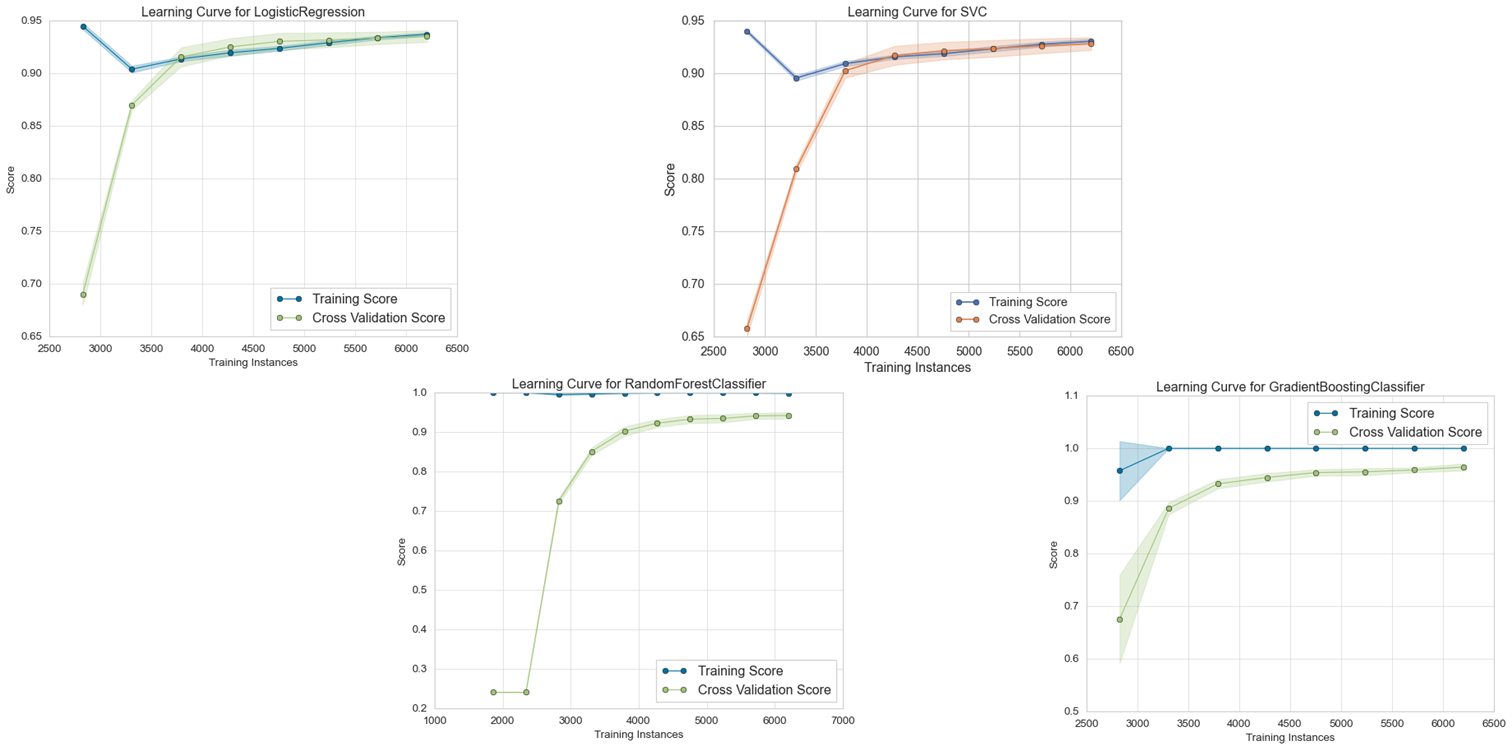 Learning Curve for LogisticRegression
0.95
0.90
0.85
0.80
0.75
0.70
0.65
Score
Training Score
Cross Validation Score
2500 3000 3500 4000 4500 5000 5500 6000 6500
Training Instances
Learning Curve for SVC
0.95
0.90
0.85
0.80
0.75
0.70
0.65
Score
Training Score
Cross Validation Score
2500 3000 3500 4000 4500 5000 5500 6000 6500
Training Instances
Learning Curve for RandomForestClassifier
1.0
0.9
0.8
0.7
0.6
0.5
0.4
0.3
0.2
Score
Training Score
Cross Validation Score
1000 2000 3000 4000 5000 6000 7000
Training Instances
Learning Curve for GradientBoostingClassifier
1.1
1.0
0.9
0.8
0.7
0.6
0.5
Score
Training Score
Cross Validation Score
2500 3000 3500 4000 4500 5000 5500 6000 6500
Training Instances